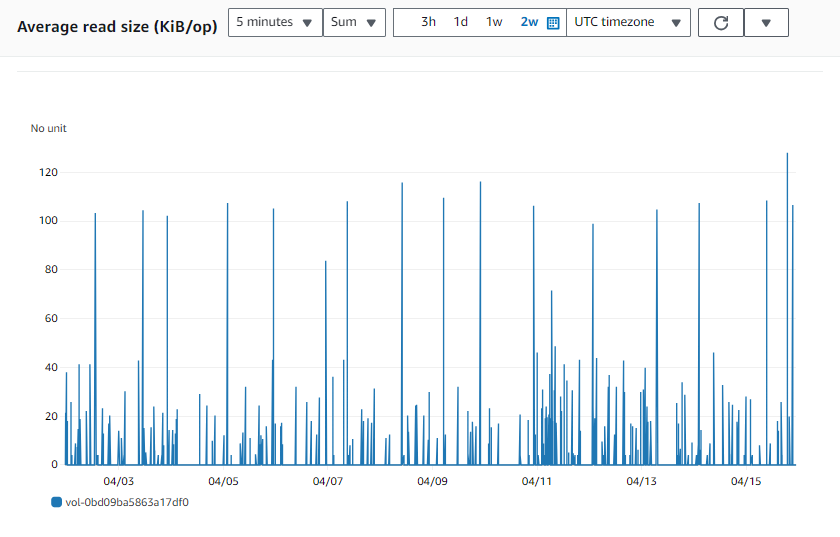 Average read size (KiB/op) 5 minutes Sum 3h 1d 1w 2w UTC timezone
No unit
120
100
80
60
40
20
0
04/03 04/05 04/07 04/09 04/11 04/13 04/15
vol-0bd09ba5863a17df0